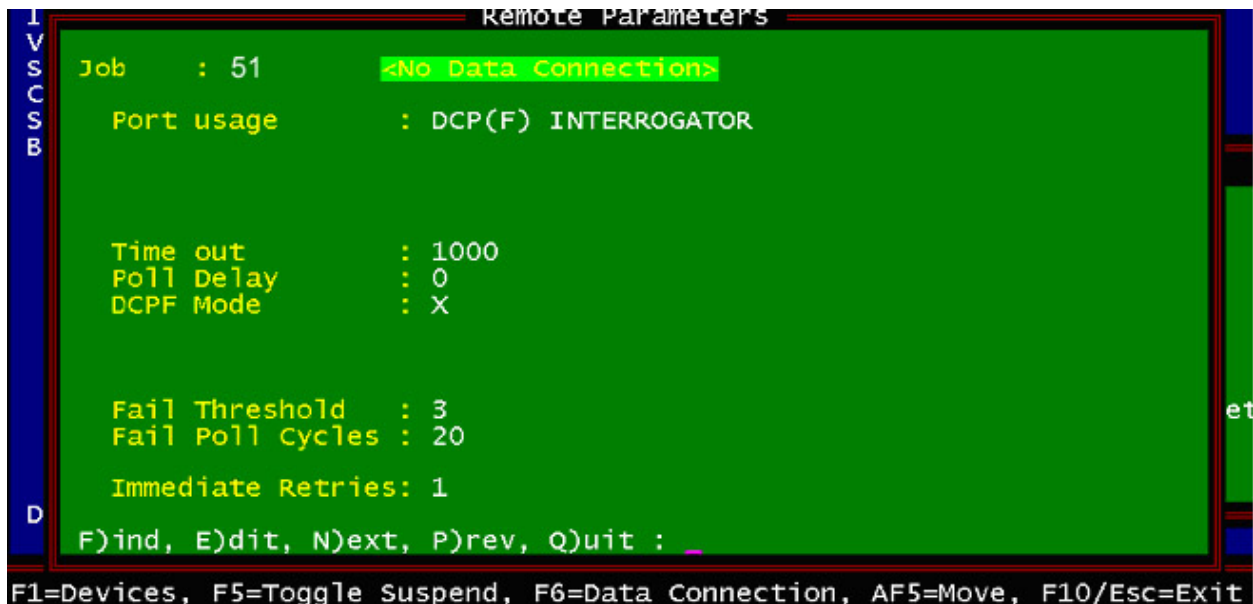 Remote Parameters
I
V
S
C
S
B
D
Job : 51 <No Data Connection>
Port usage : DCP(F) INTERROGATOR
Time out : 1000
Poll Delay : 0
DCPF Mode : X
Fail Threshold : 3
Fail Poll Cycles : 20
et
Immediate Retries: 1
F)ind, E)dit, N)ext, P)rev, Q)uit : _
F1=Devices, F5=Toggle Suspend, F6=Data Connection, AF5=Move, F10/Esc=Exit